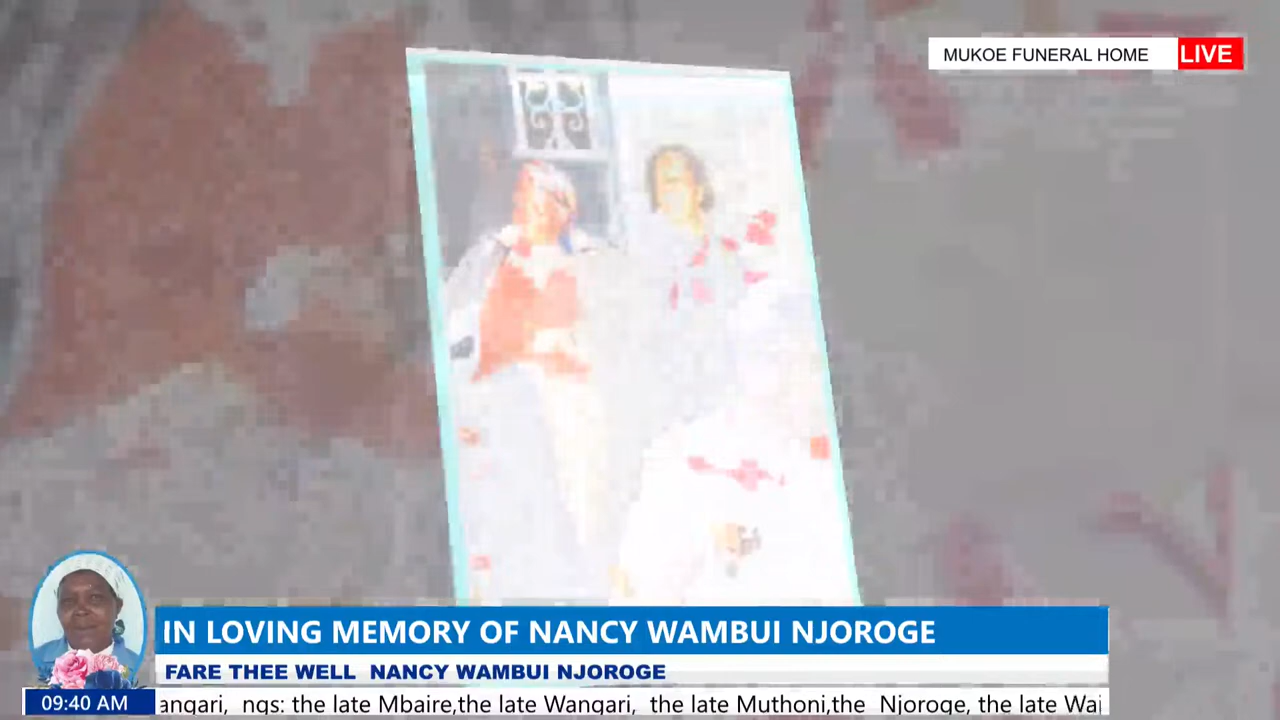 MUKOE FUNERAL HOME LIVE
IN LOVING MEMORY OF NANCY WAMBUI NJOROGE
FARE THEE WELL NANCY WAMBUI NJOROGE
09:40 AM angari, ngs: the late Mbaire,the late Wangari, the late Muthoni,the Njoroge, the late Wai